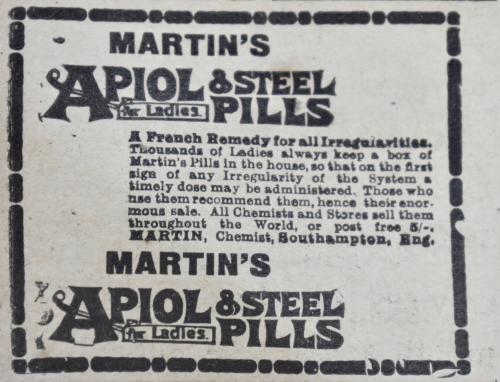 MARTIN'S
APIOL & STEEL
for Ladies. PILLS
A French Remedy for all Irregularities.
Thousands of Ladies always keep a box of
Martin's Pills in the house, so that on the first
sign of any Irregularity of the System a
timely dose may be administered. Those who
use them recommend them, hence their enor-
mous sale. All Chemists and Stores sell them
throughout the World, or post free 5/-.
MARTIN, Chemist, Southampton, Eng.
MARTIN'S
APIOL & STEEL
for Ladies. PILLS